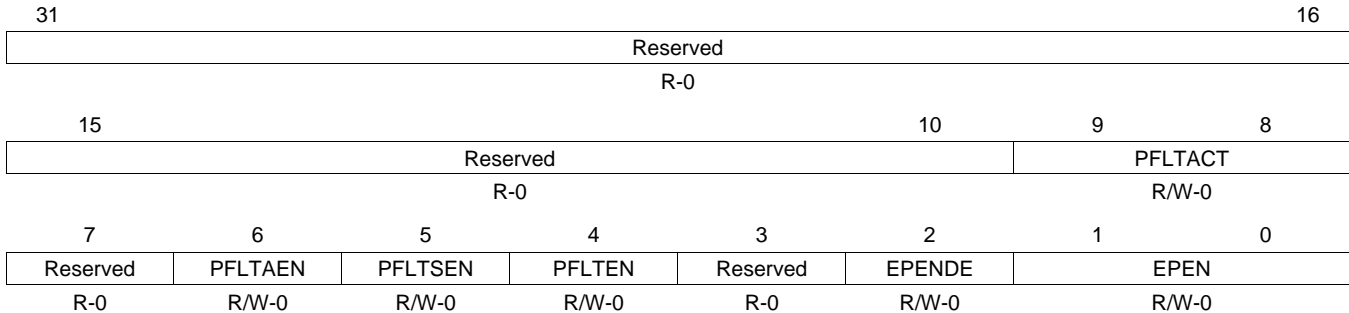 31 16
Reserved
R-0
15 10 9 8
Reserved PFLTACT
R-0 R/W-0
7 6 5 4 3 2 1 0
Reserved PFLTAEN PFLTSEN PFLTEN Reserved EPENDE EPEN
R-0 R/W-0 R/W-0 R/W-0 R-0 R/W-0 R/W-0